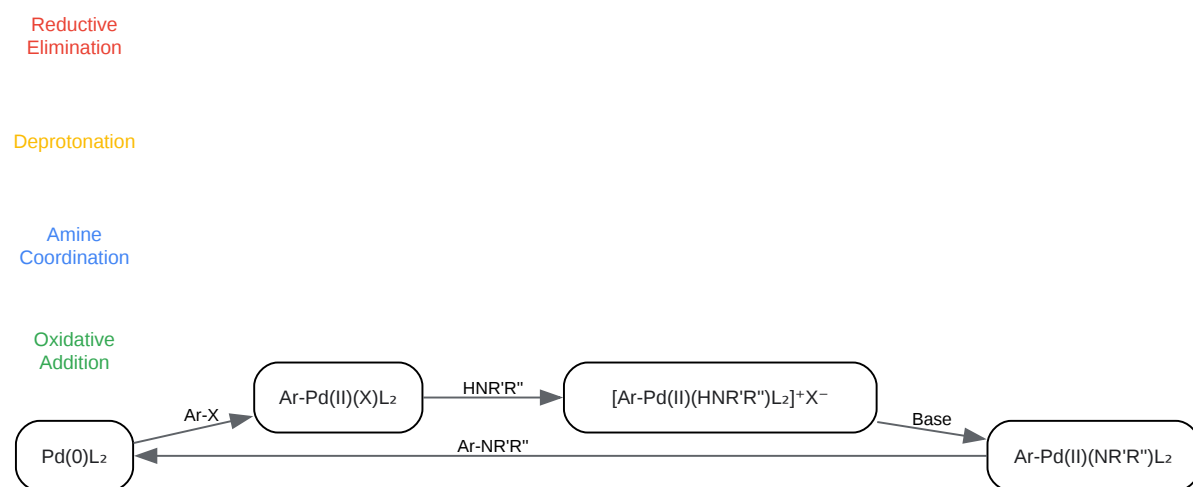 Reductive
Elimination
Deprotonation
Amine
Coordination
Oxidative
Addition
Ar-X
Ar-Pd(II)(X)L₂
HNR'R"
[Ar-Pd(II)(HNR'R")L₂]⁺X⁻
Base
Pd(0)L₂
Ar-NR'R"
Ar-Pd(II)(NR'R")L₂